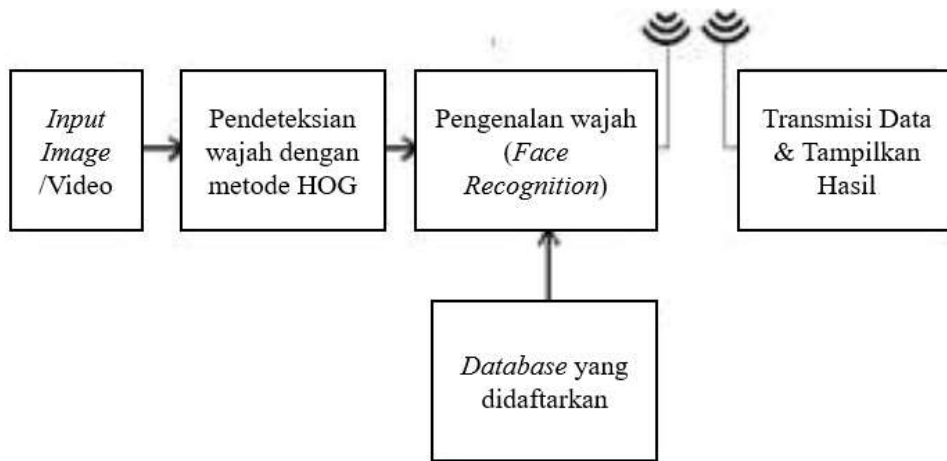 Input
Image
/Video
Pendeteksian
wajah dengan
metode HOG
Pengenalan wajah
(Face
Recognition)
Transmisi Data
& Tampilkan
Hasil
Database yang
didaftarkan